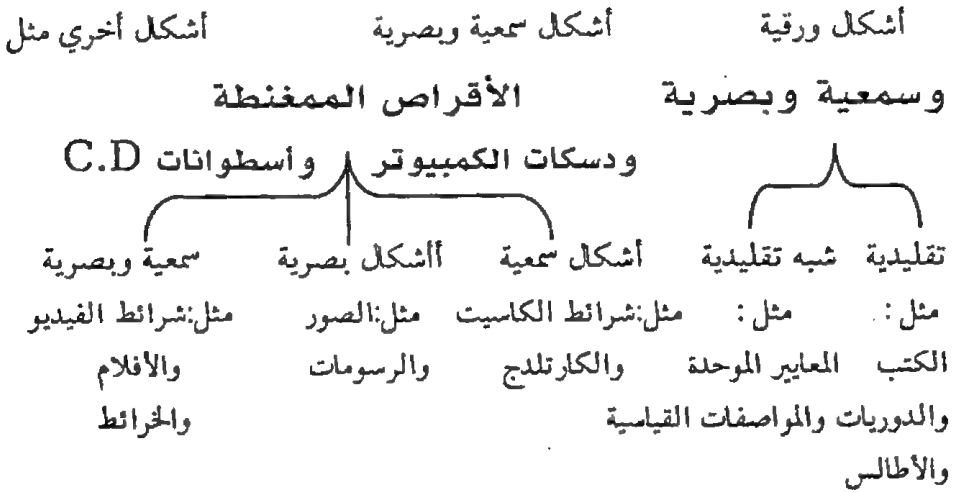 أشكال ورقية أشكال سمعية وبصرية أشكال أخري مثل
وسمعية وبصرية الأقراص الممغنطة
ودسكات الكمبيوتر وأسطوانات C.D
تقليدية شبه تقليدية أشكال سمعية أأشكال بصرية سمعية وبصرية
مثل: مثل: مثل:شرائط الكاسيت مثل:الصور مثل:شرائط الفيديو
الكتب المعايير الموحدة والكارتلدج والرسومات والأفلام
والدوريات والمواصفات القياسية والخرائط
والأطالس